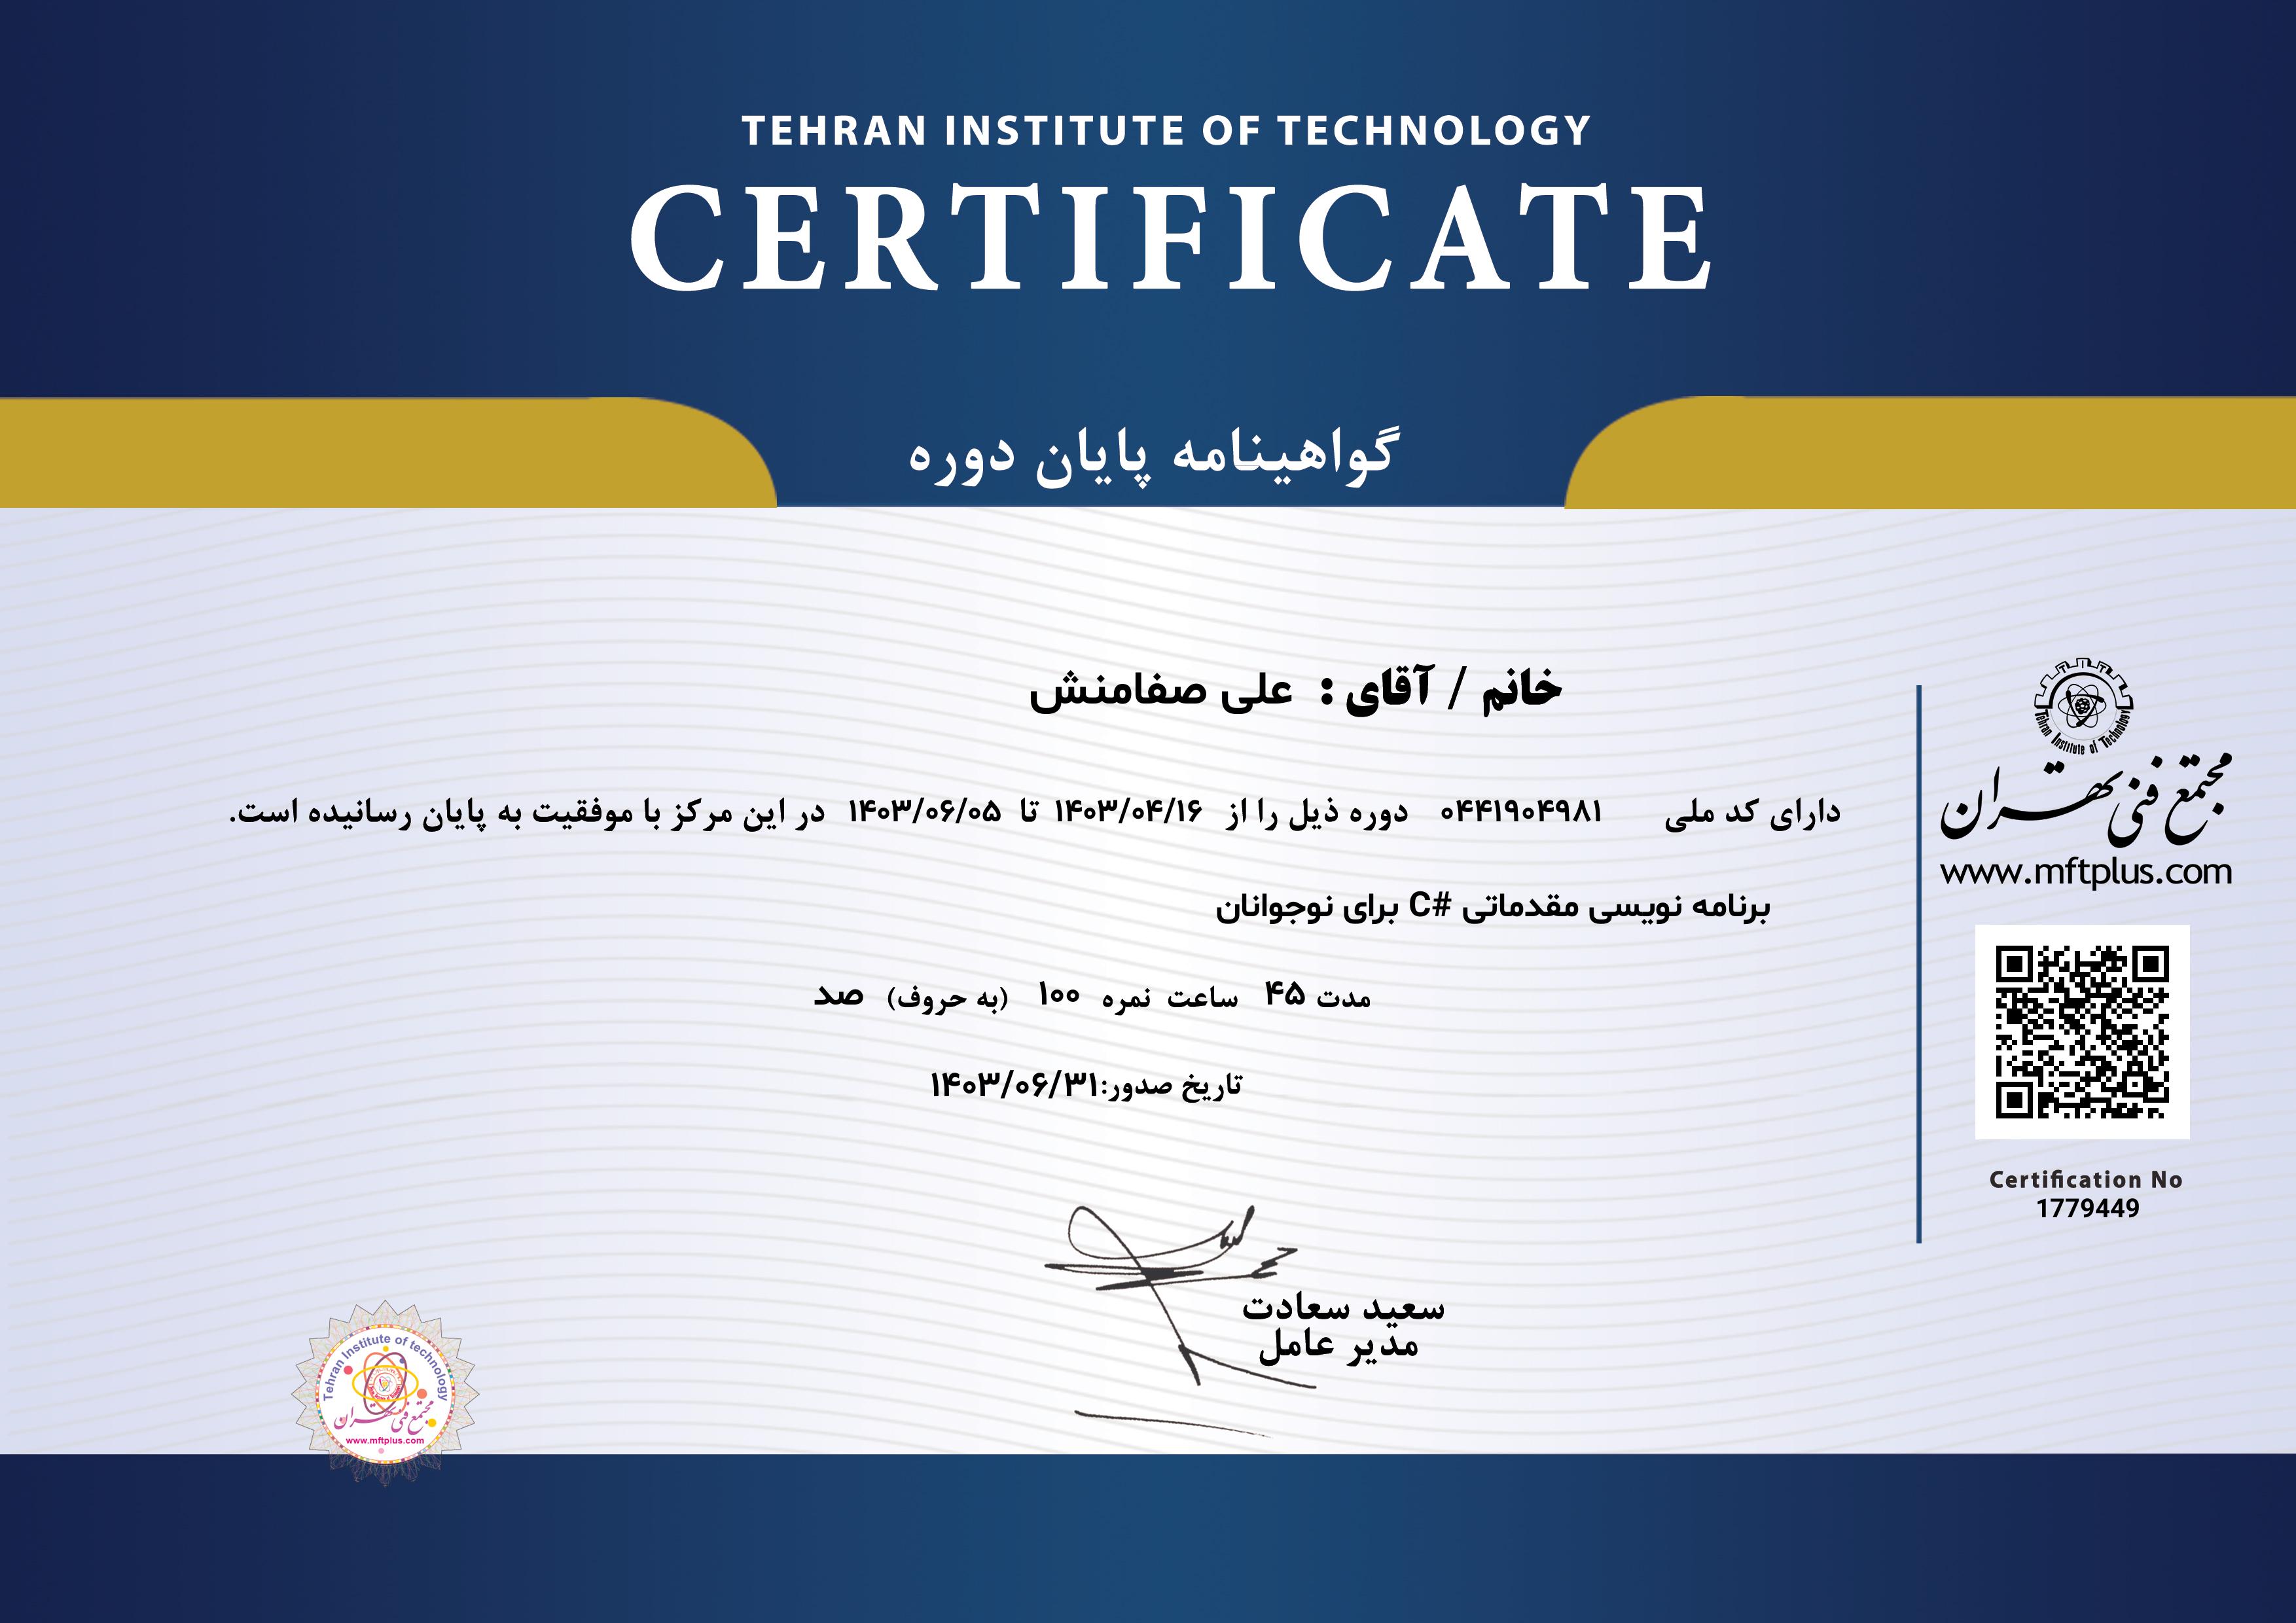 TEHRAN INSTITUTE OF TECHNOLOGY
CERTIFICATE
گواهینامه پایان دوره
خانم / آقای : علی صفامنش
دارای کد ملی ۰۴۴۱۹۰۴۹۸۱ دوره ذیل را از ۱۴۰۳/۰۴/۱۶ تا ۱۴۰۳/۰۶/۰۵ در این مرکز با موفقیت به پایان رسانیده است.
برنامه نویسی مقدماتی C# برای نوجوانان
مدت ۴۵ ساعت نمره ۱۰۰ (به حروف) صد
تاریخ صدور:۱۴۰۳/۰۶/۳۱
سعید سعادت
مدیر عامل
Tehran Institute of Technology
مجتمع فنی تهران
www.mftplus.com
Certification No
1779449
Tehran Institute of technology
مجتمع فنی تهران
www.mftplus.com